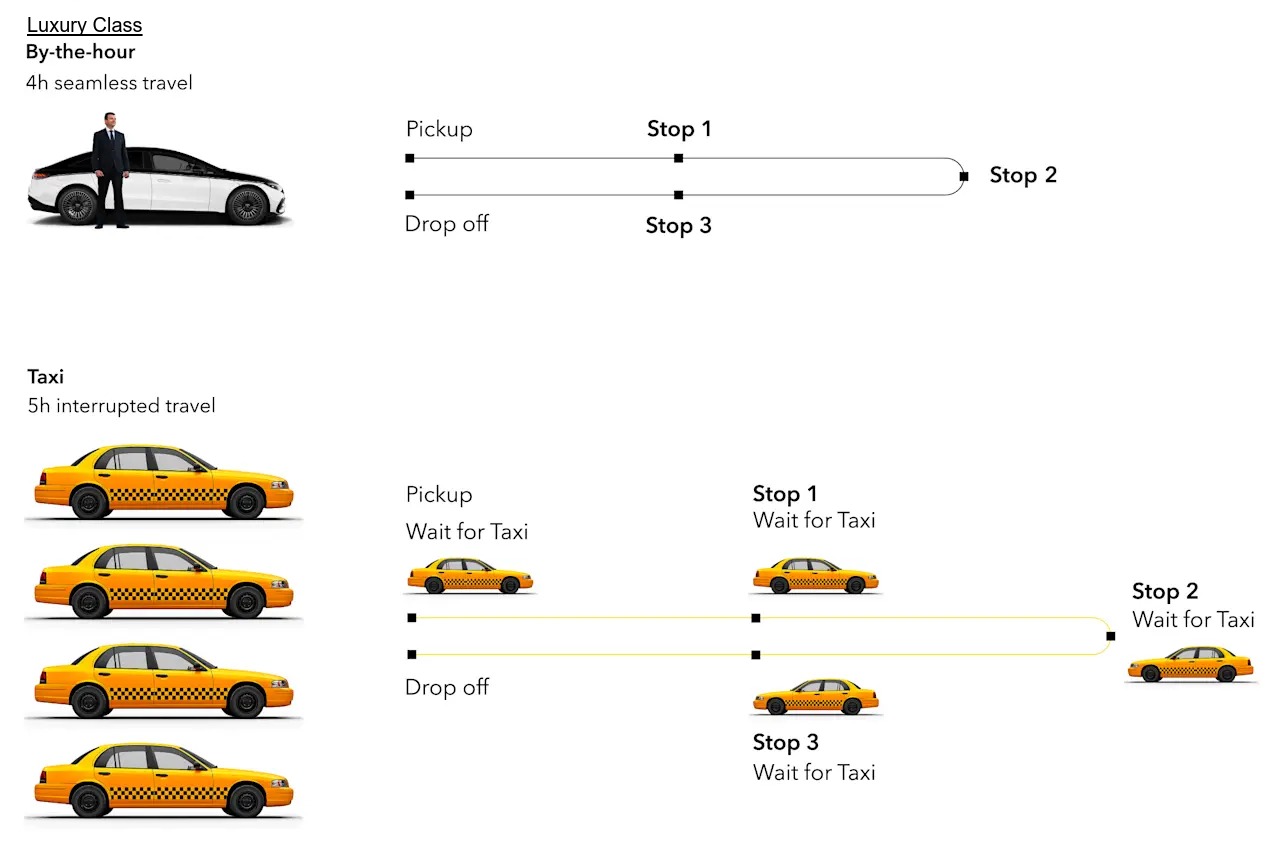 Luxury Class
By-the-hour
4h seamless travel
Pickup
Stop 1
Stop 2
Drop off
Stop 3
Taxi
5h interrupted travel
Pickup
Wait for Taxi
Stop 1
Wait for Taxi
Stop 2
Wait for Taxi
Drop off
Stop 3
Wait for Taxi